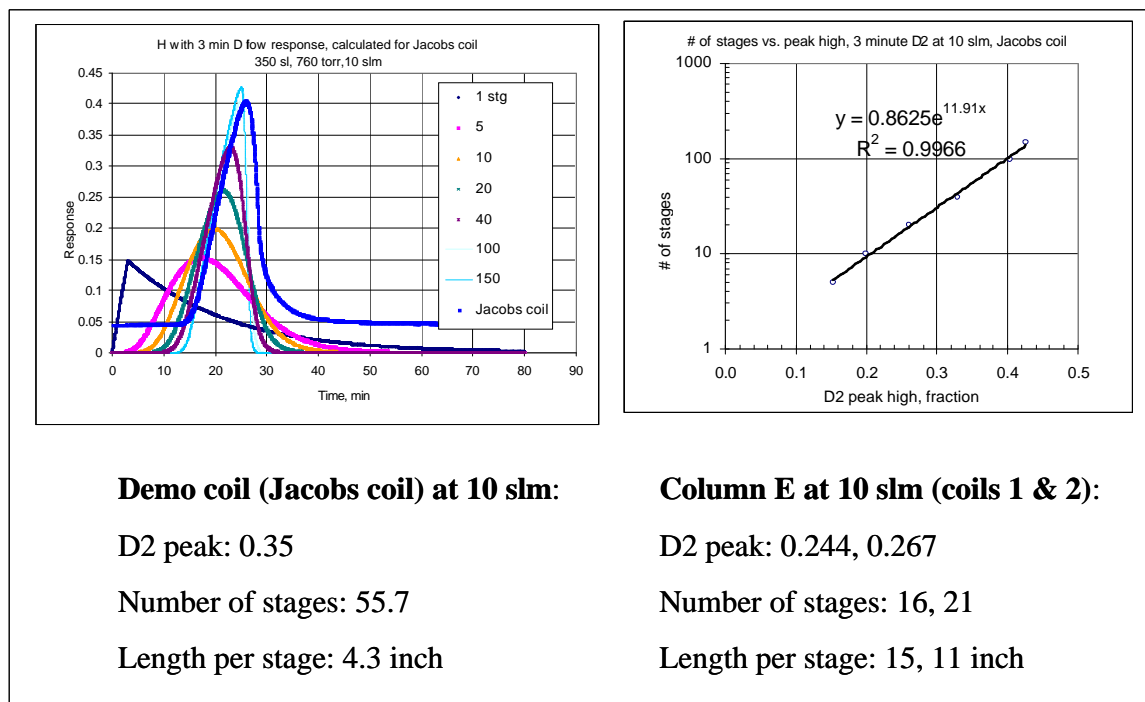 H with 3 min D fow response, calculated for Jacobs coil
350 sl, 760 torr,10 slm
Response
0.45
0.4
0.35
0.3
0.25
0.2
0.15
0.1
0.05
0
0 10 20 30 40 50 60 70 80 90
Time, min
1 stg
5
10
20
40
100
150
Jacobs coil
# of stages vs. peak high, 3 minute D2 at 10 slm, Jacobs coil
# of stages
1000
100
10
1
y = 0.8625e^11.91x
R^2 = 0.9966
0.0 0.1 0.2 0.3 0.4 0.5
D2 peak high, fraction
Demo coil (Jacobs coil) at 10 slm:
D2 peak: 0.35
Number of stages: 55.7
Length per stage: 4.3 inch
Column E at 10 slm (coils 1 & 2):
D2 peak: 0.244, 0.267
Number of stages: 16, 21
Length per stage: 15, 11 inch